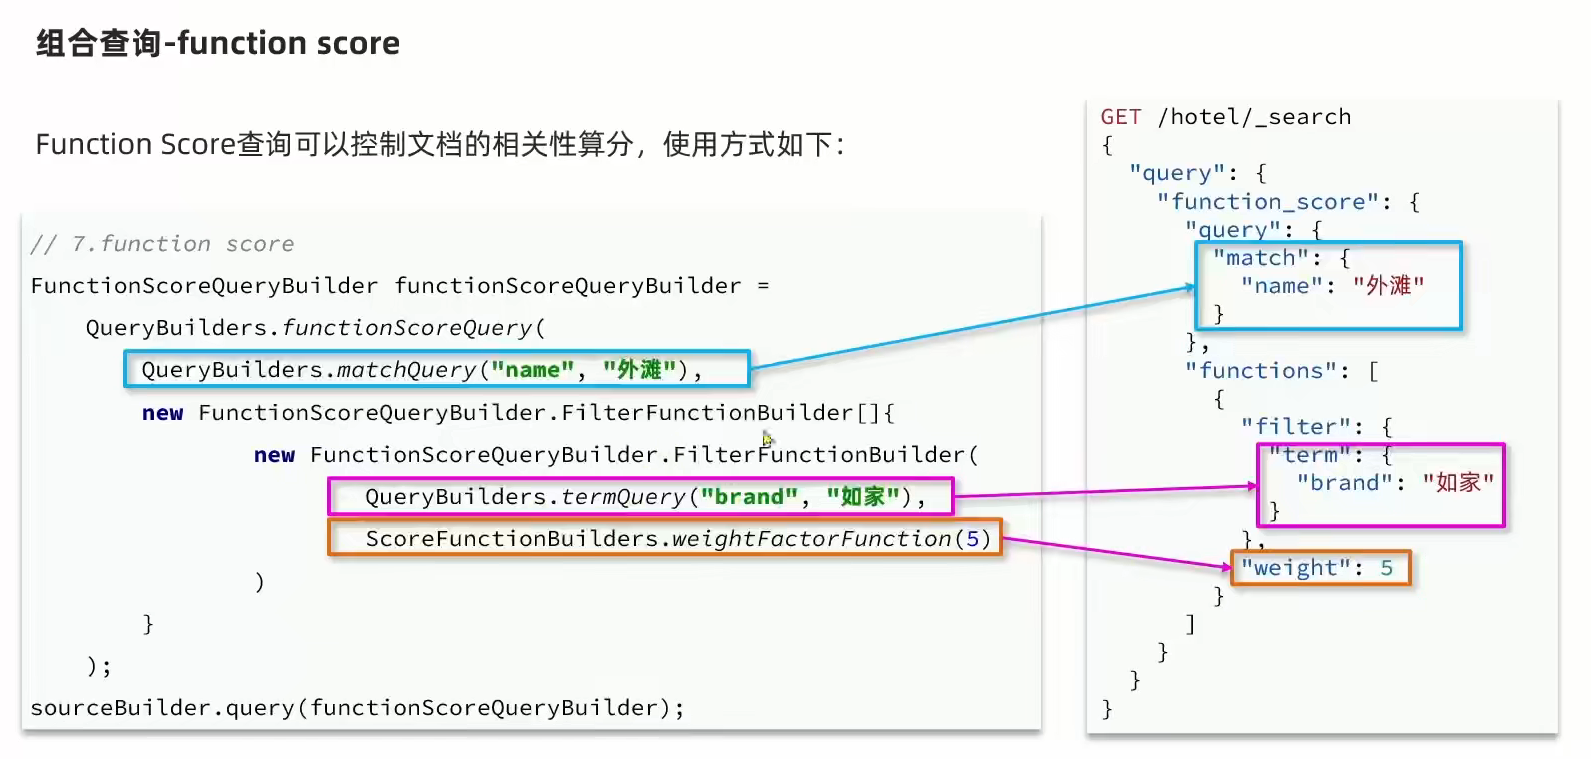 组合查询-function score
Function Score查询可以控制文档的相关性算分，使用方式如下：
// 7.function score
FunctionScoreQueryBuilder functionScoreQueryBuilder =
QueryBuilders.functionScoreQuery(
QueryBuilders.matchQuery("name", "外滩"),
new FunctionScoreQueryBuilder.FilterFunctionBuilder[]{
new FunctionScoreQueryBuilder.FilterFunctionBuilder(
QueryBuilders.termQuery("brand", "如家"),
ScoreFunctionBuilders.weightFactorFunction(5)
)
}
);
sourceBuilder.query(functionScoreQueryBuilder);
GET /hotel/_search
{
"query": {
"function_score": {
"query": {
"match": {
"name": "外滩"
}
},
"functions": [
{
"filter": {
"term": {
"brand": "如家"
}
},
"weight": 5
}
]
}
}
}